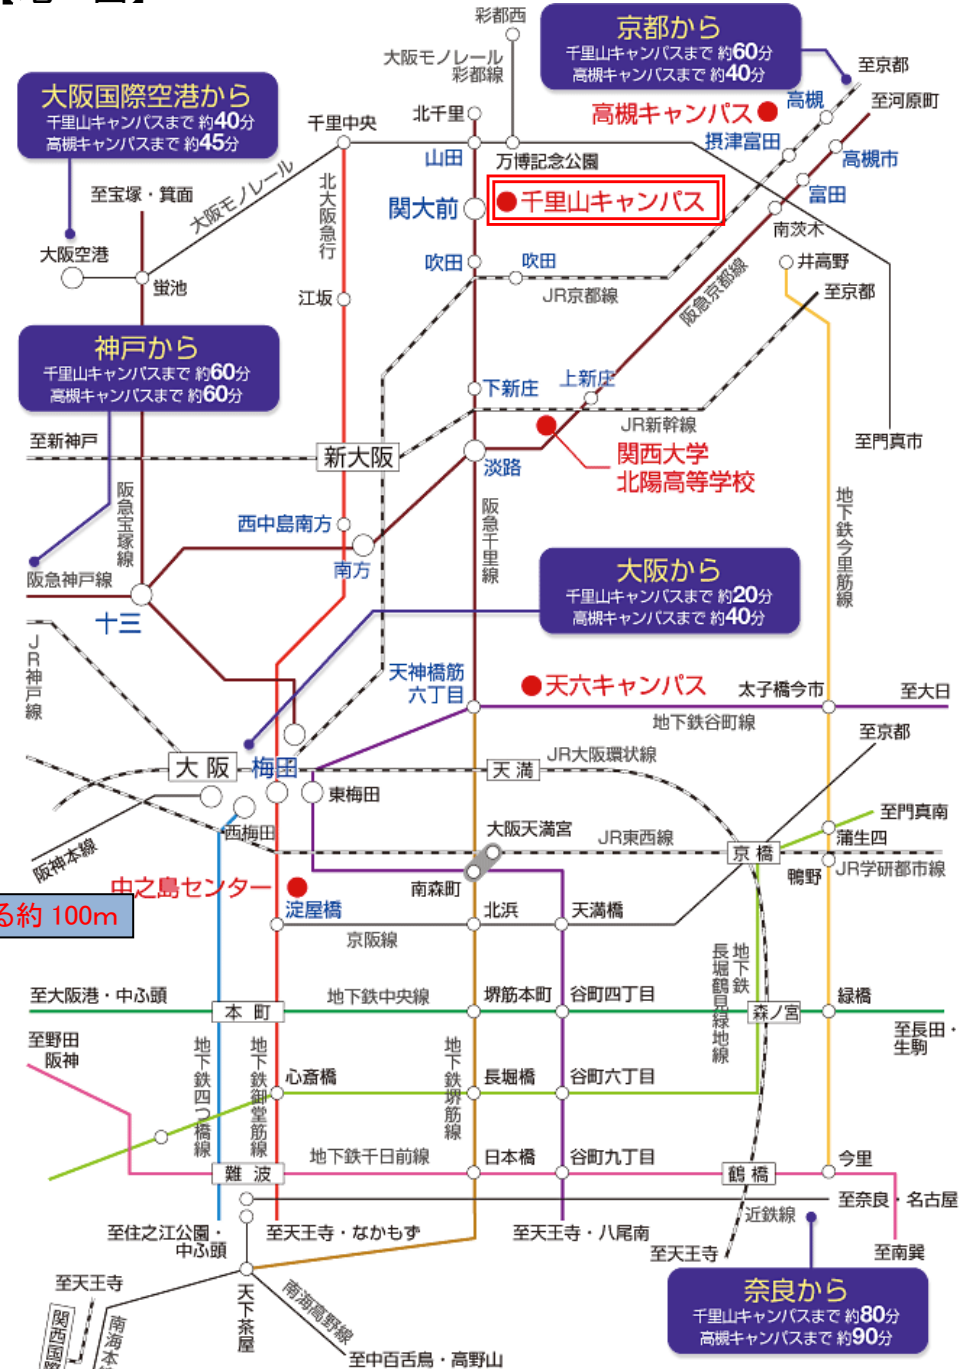 彩都西
大阪モノレール
彩都線
京都から
千里山キャンパスまで 約60分
高槻キャンパスまで 約40分
至京都
至河原町
大阪国際空港から
千里山キャンパスまで 約40分
高槻キャンパスまで 約45分
千里中央
北千里
高槻キャンパス
高槻
摂津富田
高槻市
山田
万博記念公園
至宝塚・箕面
大阪モノレール
北大阪急行
関大前
千里山キャンパス
富田
南茨木
大阪空港
蛍池
吹田
吹田
JR京都線
阪急京都線
井高野
至京都
江坂
神戸から
千里山キャンパスまで 約60分
高槻キャンパスまで 約60分
下新庄
上新庄
JR新幹線
至門真市
至新神戸
新大阪
淡路
関西大学
北陽高等学校
阪急宝塚線
西中島南方
阪急千里線
地下鉄今里筋線
阪急神戸線
南方
十三
大阪から
千里山キャンパスまで 約20分
高槻キャンパスまで 約40分
JR神戸線
天神橋筋
六丁目
天六キャンパス
太子橋今市
至大日
地下鉄谷町線
至京都
大阪
梅田
天満
JR大阪環状線
東梅田
西梅田
阪神本線
大阪天満宮
JR東西線
京橋
至門真南
蒲生四
鴨野
JR学研都市線
中之島センター
南森町
る約 100m
淀屋橋
北浜
天満橋
京阪線
地下鉄
長堀鶴見緑地線
至大阪港・中ふ頭
地下鉄中央線
堺筋本町
谷町四丁目
緑橋
本町
森ノ宮
至長田・
生駒
至野田
阪神
地下鉄四つ橋線
地下鉄御堂筋線
心斎橋
地下鉄堺筋線
長堀橋
谷町六丁目
地下鉄千日前線
日本橋
谷町九丁目
今里
難波
鶴橋
至奈良・名古屋
近鉄線
至住之江公園・
中ふ頭
至天王寺・なかもず
至天王寺・八尾南
至天王寺
至南巽
至天王寺
天下茶屋
南海高野線
奈良から
千里山キャンパスまで 約80分
高槻キャンパスまで 約90分
関西国際
南海本
至中百舌鳥・高野山